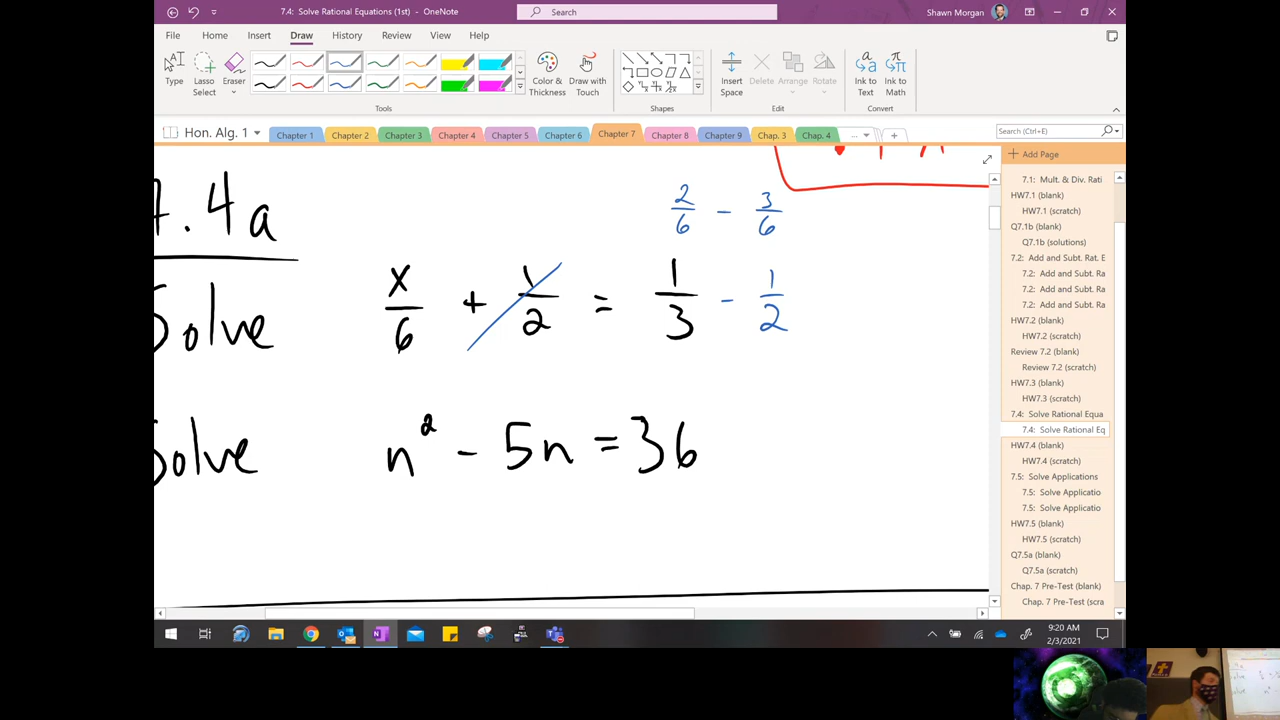 7.4: Solve Rational Equations (1st) - OneNote
Search
Shawn Morgan
File Home Insert Draw History Review View Help
Type
Lasso Select
Eraser
Color & Thickness
Draw with Touch
Insert Space
Delete
Arrange
Rotate
Ink to Text
Ink to Math
Tools
Shapes
Edit
Convert
Hon. Alg. 1
Chapter 1 Chapter 2 Chapter 3 Chapter 4 Chapter 5 Chapter 6 Chapter 7 Chapter 8 Chapter 9 Chap. 3 Chap. 4 ...
Search (Ctrl+E)
Add Page
7.1: Mult. & Div. Rati
HW7.1 (blank)
HW7.1 (scratch)
Q7.1b (blank)
Q7.1b (solutions)
7.2: Add and Subt. Rat. E
7.2: Add and Subt. Ra
7.2: Add and Subt. Ra
7.2: Add and Subt. Ra
HW7.2 (blank)
HW7.2 (scratch)
Review 7.2 (blank)
Review 7.2 (scratch)
HW7.3 (blank)
HW7.3 (scratch)
7.4: Solve Rational Equa
7.4: Solve Rational Eq
HW7.4 (blank)
HW7.4 (scratch)
7.5: Solve Applications
7.5: Solve Applicatio
7.5: Solve Applicatio
HW7.5 (blank)
HW7.5 (scratch)
Q7.5a (blank)
Q7.5a (scratch)
Chap. 7 Pre-Test (blank)
Chap. 7 Pre-Test (scra
7.4a
2/6 - 3/6
Solve x/6 + 1/2 = 1/3 - 1/2
Solve n² - 5n = 36
9:20 AM
2/3/2021